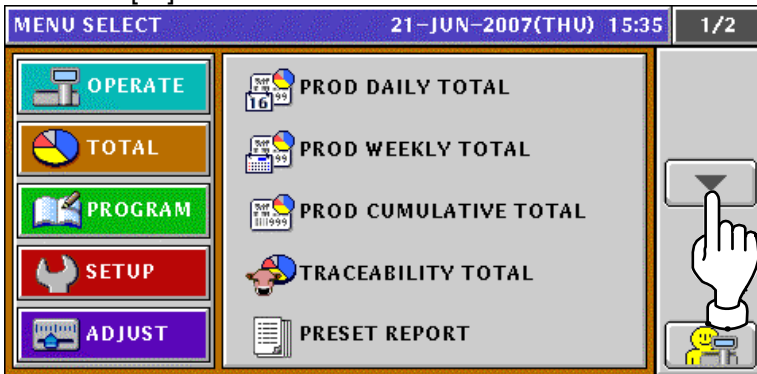 MENU SELECT 21-JUN-2007(THU) 15:35 1/2
OPERATE
TOTAL
PROGRAM
SETUP
ADJUST
PROD DAILY TOTAL
PROD WEEKLY TOTAL
PROD CUMULATIVE TOTAL
TRACEABILITY TOTAL
PRESET REPORT